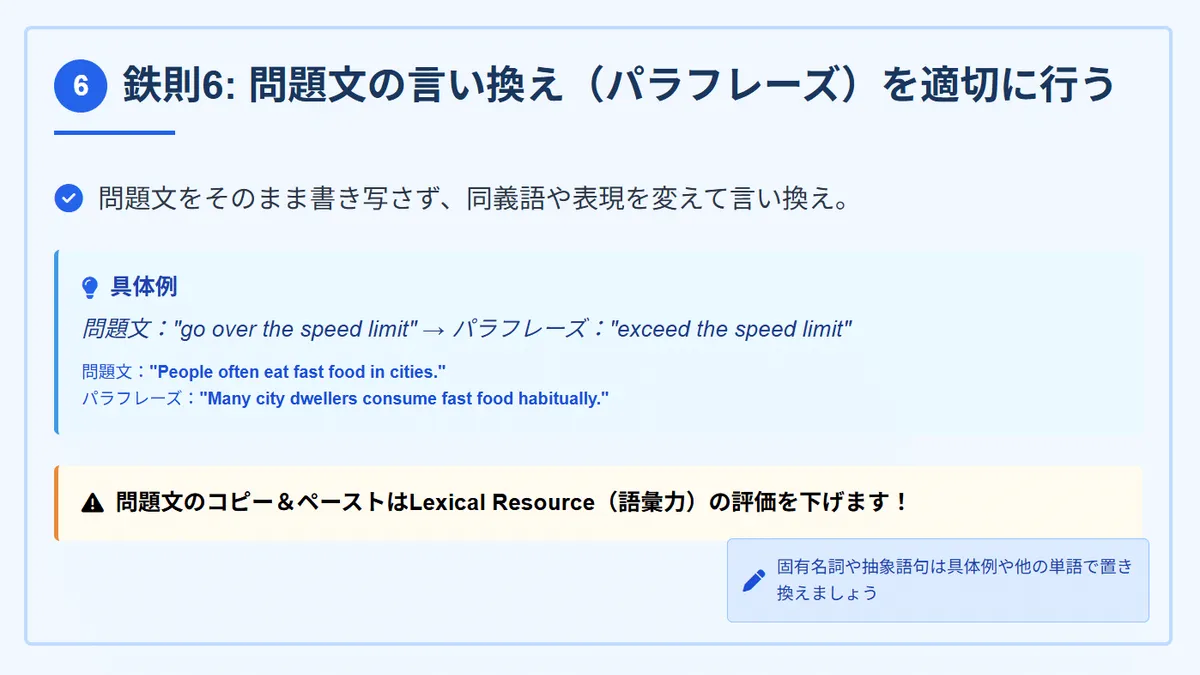 6 鉄則6: 問題文の言い換え（パラフレーズ）を適切に行う
問題文をそのまま書き写さず、同義語や表現を変えて言い換え。
具体例
問題文："go over the speed limit" → パラフレーズ："exceed the speed limit"
問題文："People often eat fast food in cities."
パラフレーズ："Many city dwellers consume fast food habitually."
問題文のコピー＆ペーストはLexical Resource（語彙力）の評価を下げます！
固有名詞や抽象語句は具体例や他の単語で置き
換えましょう